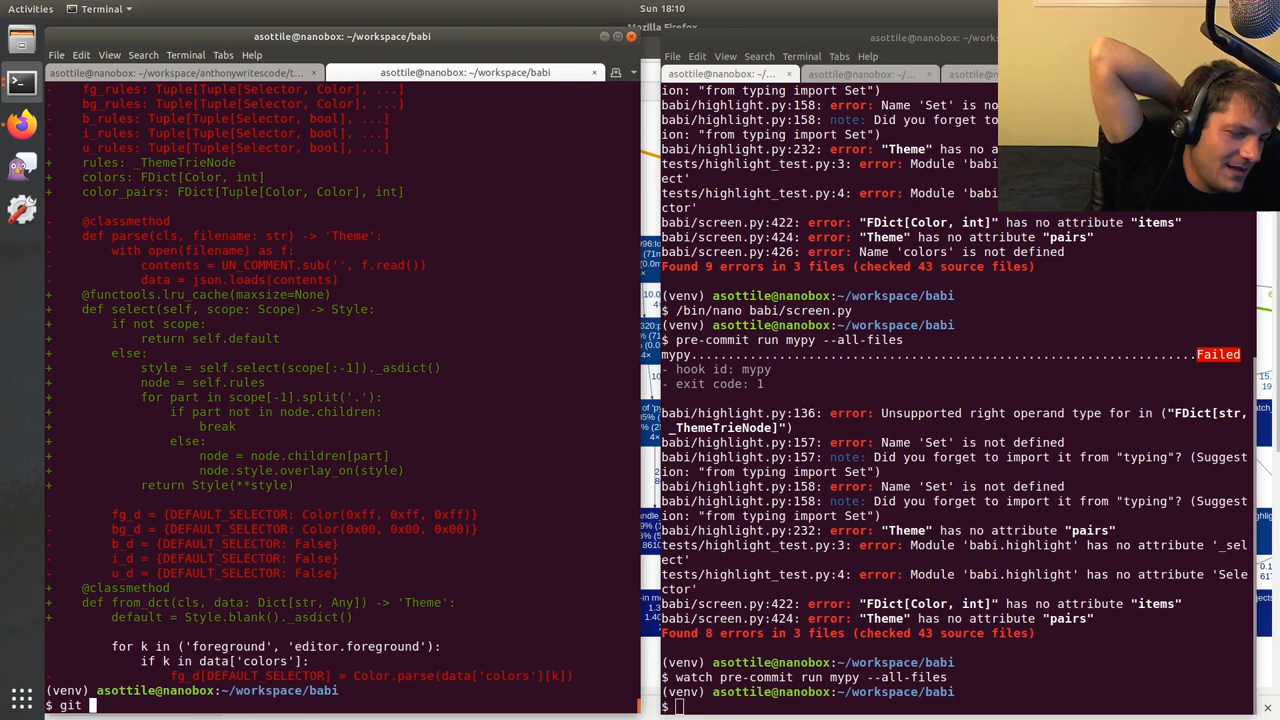 Activities
Terminal
Sun 18:10
Mozilla Firefox
asottile@nanobox: ~/workspace/babi
File Edit View Search Terminal Tabs Help
asottile@nanobox: ~/workspace/anthonywritescode/t...
asottile@nanobox: ~/workspace/babi
- fg_rules: Tuple[Tuple[Selector, Color], ...]
- bg_rules: Tuple[Tuple[Selector, Color], ...]
- b_rules: Tuple[Tuple[Selector, bool], ...]
- i_rules: Tuple[Tuple[Selector, bool], ...]
- u_rules: Tuple[Tuple[Selector, bool], ...]
+ rules: _ThemeTrieNode
+ colors: FDict[Color, int]
+ color_pairs: FDict[Tuple[Color, Color], int]
- @classmethod
- def parse(cls, filename: str) -> 'Theme':
- with open(filename) as f:
- contents = UN_COMMENT.sub('', f.read())
- data = json.loads(contents)
+ @functools.lru_cache(maxsize=None)
+ def select(self, scope: Scope) -> Style:
+ if not scope:
+ return self.default
+ else:
+ style = self.select(scope[:-1])._asdict()
+ node = self.rules
+ for part in scope[-1].split('.'):
+ if part not in node.children:
+ break
+ else:
+ node = node.children[part]
+ node.style.overlay_on(style)
+ return Style(**style)
- fg_d = {DEFAULT_SELECTOR: Color(0xff, 0xff, 0xff)}
- bg_d = {DEFAULT_SELECTOR: Color(0x00, 0x00, 0x00)}
- b_d = {DEFAULT_SELECTOR: False}
- i_d = {DEFAULT_SELECTOR: False}
- u_d = {DEFAULT_SELECTOR: False}
+ @classmethod
+ def from_dct(cls, data: Dict[str, Any]) -> 'Theme':
+ default = Style.blank()._asdict()
for k in ('foreground', 'editor.foreground'):
if k in data['colors']:
- fg_d[DEFAULT_SELECTOR] = Color.parse(data['colors'][k])
(venv) asottile@nanobox:~/workspace/babi
$ git
asottile@nanobox: ~/workspace/babi
File Edit View Search Terminal Tabs Help
asottile@nanobox: ~/...
asottile@nanobox: ~/...
asottile@nanob
ion: "from typing import Set")
babi/highlight.py:158: error: Name 'Set' is no
babi/highlight.py:158: note: Did you forget to
ion: "from typing import Set")
babi/highlight.py:232: error: "Theme" has no a
tests/highlight_test.py:3: error: Module 'babi
ect'
tests/highlight_test.py:4: error: Module 'babi
ctor'
babi/screen.py:422: error: "FDict[Color, int]" has no attribute "items"
babi/screen.py:424: error: "Theme" has no attribute "pairs"
babi/screen.py:426: error: Name 'colors' is not defined
Found 9 errors in 3 files (checked 43 source files)
(venv) asottile@nanobox:~/workspace/babi
$ /bin/nano babi/screen.py
(venv) asottile@nanobox:~/workspace/babi
$ pre-commit run mypy --all-files
mypy.....................................................................Failed
- hook id: mypy
- exit code: 1
babi/highlight.py:136: error: Unsupported right operand type for in ("FDict[str,
_ThemeTrieNode]")
babi/highlight.py:157: error: Name 'Set' is not defined
babi/highlight.py:157: note: Did you forget to import it from "typing"? (Suggest
ion: "from typing import Set")
babi/highlight.py:158: error: Name 'Set' is not defined
babi/highlight.py:158: note: Did you forget to import it from "typing"? (Suggest
ion: "from typing import Set")
babi/highlight.py:232: error: "Theme" has no attribute "pairs"
tests/highlight_test.py:3: error: Module 'babi.highlight' has no attribute '_sel
ect'
tests/highlight_test.py:4: error: Module 'babi.highlight' has no attribute 'Sele
ctor'
babi/screen.py:422: error: "FDict[Color, int]" has no attribute "items"
babi/screen.py:424: error: "Theme" has no attribute "pairs"
Found 8 errors in 3 files (checked 43 source files)
(venv) asottile@nanobox:~/workspace/babi
$ watch pre-commit run mypy --all-files
(venv) asottile@nanobox:~/workspace/babi
$